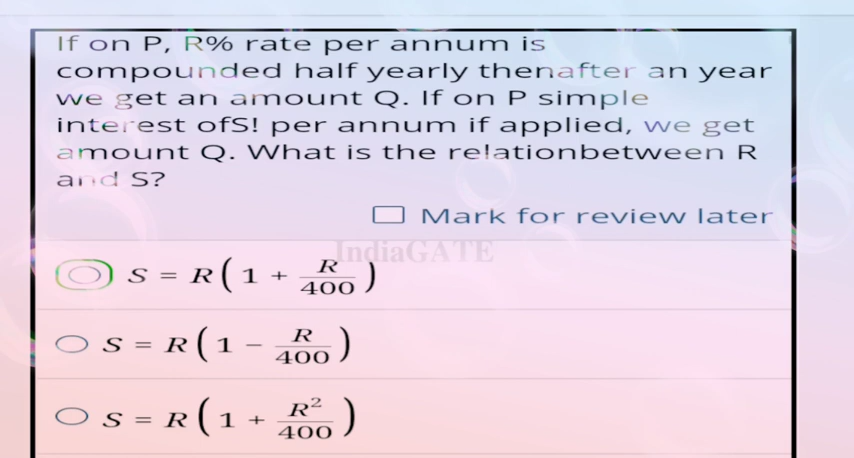 If on P, R% rate per annum is
compounded half yearly thenafter an year
we get an amount Q. If on P simple
interest ofS! per annum if applied, we get
amount Q. What is the relationbetween R
and S?
Mark for review later
IndiaGATE
S = R(1 + R/400)
S = R(1 − R/400)
S = R(1 + R²/400)